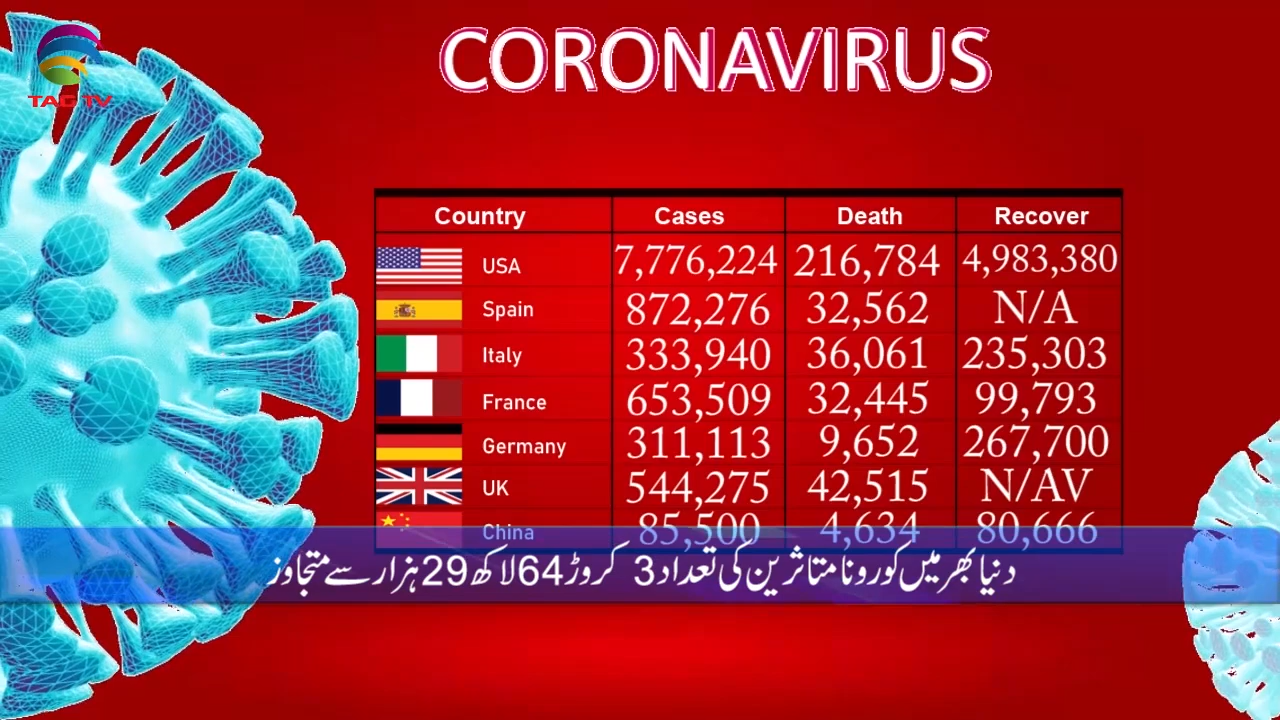 CORONAVIRUS
TAG TV
Country Cases Death Recover
USA 7,776,224 216,784 4,983,380
Spain 872,276 32,562 N/A
Italy 333,940 36,061 235,303
France 653,509 32,445 99,793
Germany 311,113 9,652 267,700
UK 544,275 42,515 N/AV
China 85,500 4,634 80,666
دنیا بھر میں کورونا متاثرین کی تعداد 3 کروڑ 64 لاکھ 29 ہزار سے متجاوز